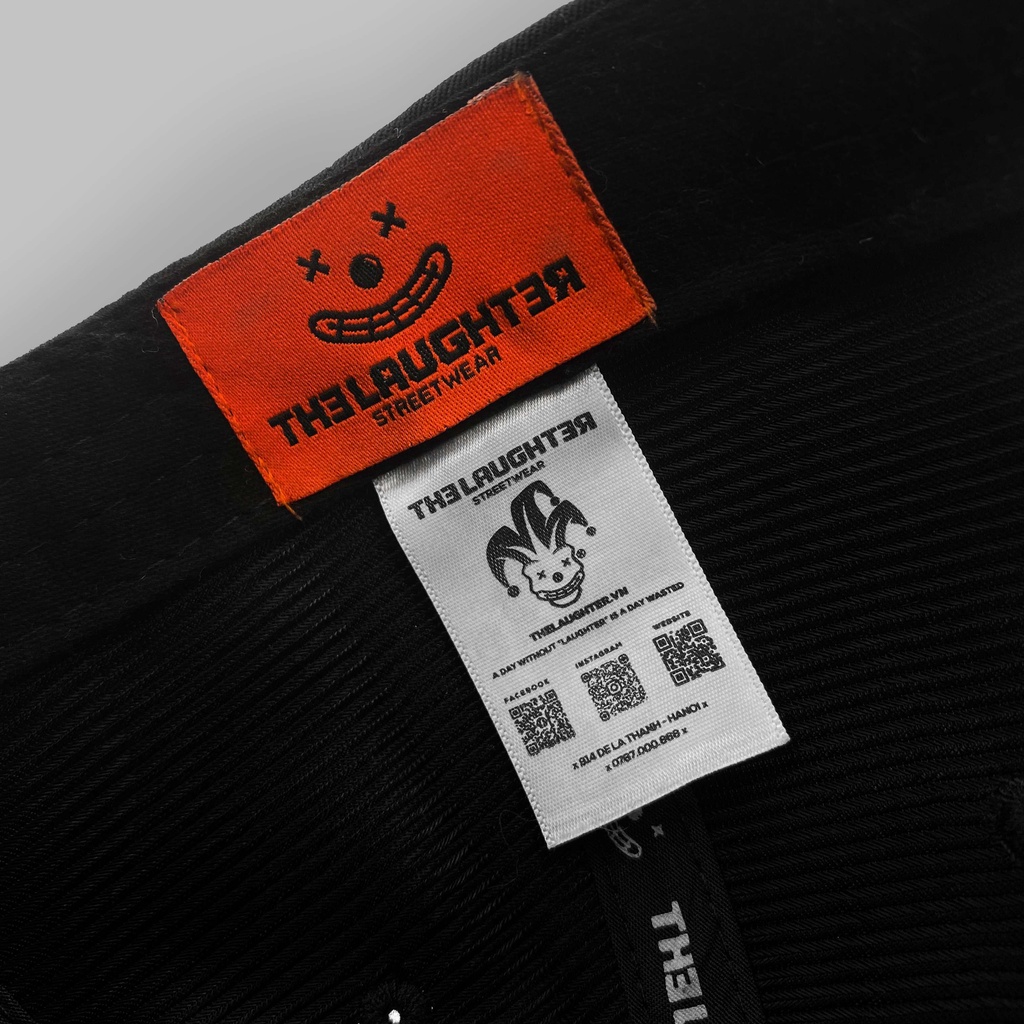 THE LAUGHTER
STREETWEAR
THE LAUGHTER
STREETWEAR
THELAUGHTER.VN
A DAY WITHOUT "LAUGHTER" IS A DAY WASTED
FACEBOOK
INSTAGRAM
WEBSITE
x 814 DE LA THANH - HANOI x
x 0787.000.868 x
THE L